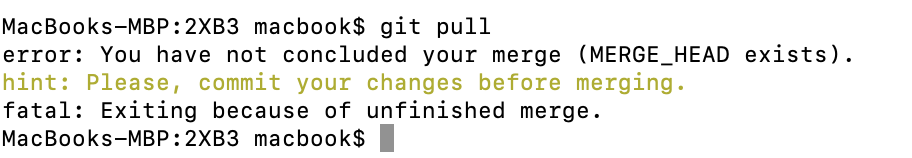 MacBooks-MBP:2XB3 macbook$ git pull
error: You have not concluded your merge (MERGE_HEAD exists).
hint: Please, commit your changes before merging.
fatal: Exiting because of unfinished merge.
MacBooks-MBP:2XB3 macbook$